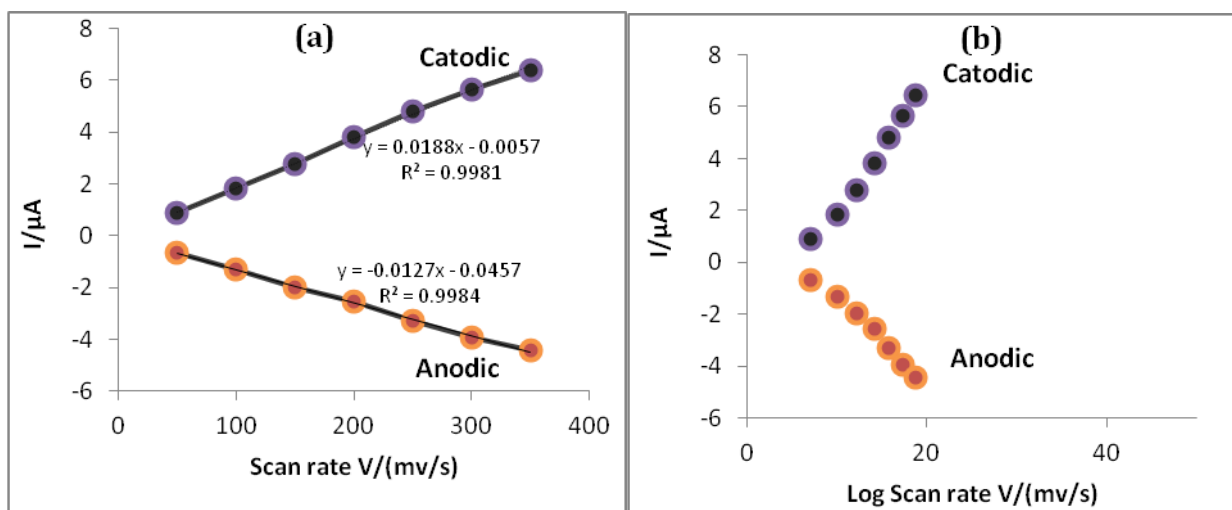 (a)
Catodic
y = 0.0188x - 0.0057
R² = 0.9981
y = -0.0127x - 0.0457
R² = 0.9984
Anodic
8
6
4
2
0
-2
-4
-6
I/µA
0 100 200 300 400
Scan rate V/(mv/s)
(b)
Catodic
Anodic
8
6
4
2
0
-2
-4
-6
I/µA
0 20 40
Log Scan rate V/(mv/s)